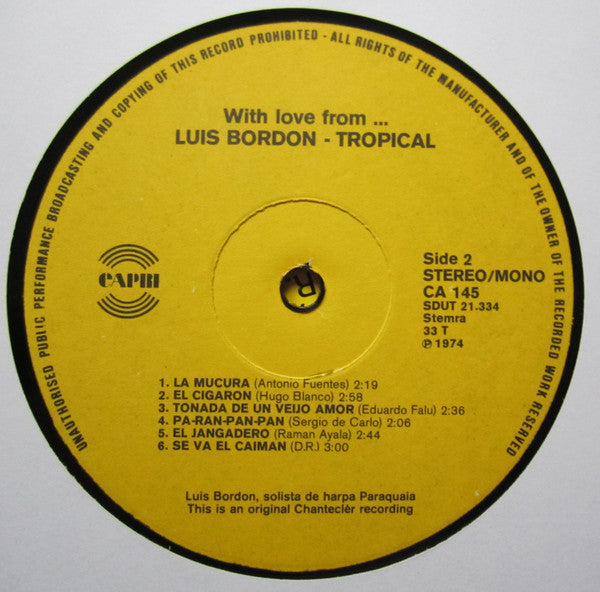 UNAUTHORISED PUBLIC PERFORMANCE BROADCASTING AND COPYING OF THIS RECORD PROHIBITED - ALL RIGHTS OF THE MANUFACTURER AND OF THE OWNER OF THE RECORDED WORK RESERVED
With love from ...
LUIS BORDON - TROPICAL
CAPRI
Side 2
STEREO/MONO
CA 145
SDUT 21.334
Stemra
33 T
℗ 1974
1. LA MUCURA (Antonio Fuentes) 2:19
2. EL CIGARON (Hugo Blanco) 2:58
3. TONADA DE UN VEIJO AMOR (Eduardo Falu) 2:36
4. PA-RAN-PAN-PAN (Sergio de Carlo) 2:06
5. EL JANGADERO (Raman Ayala) 2:44
6. SE VA EL CAIMAN (D.R.) 3:00
Luis Bordon, solista de harpa Paraquaia
This is an original Chanteclèr recording